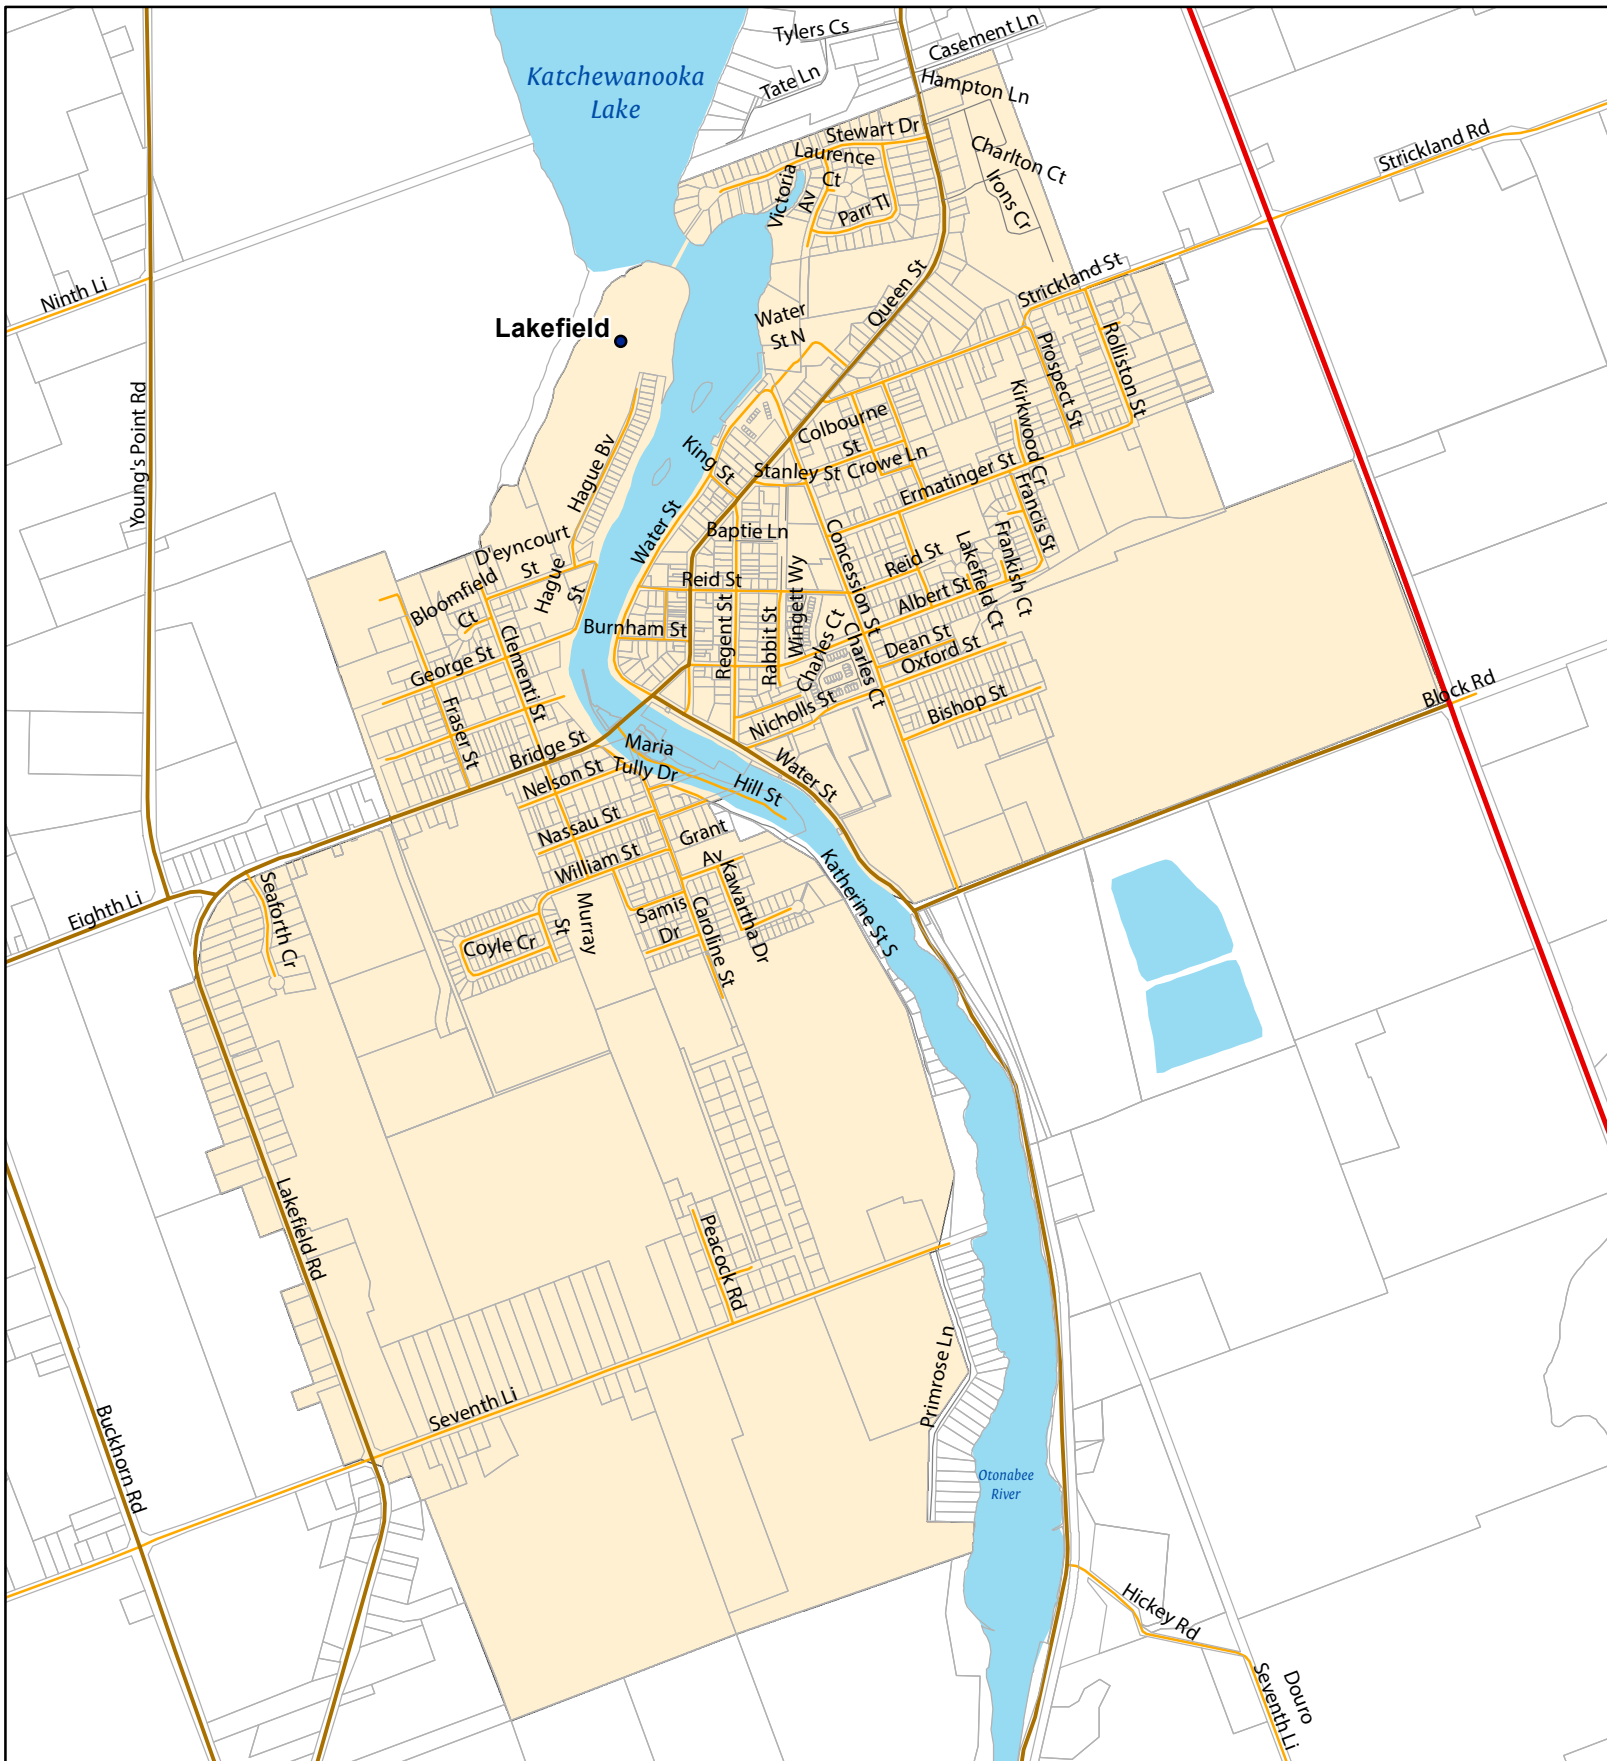 Tylers Cs
Casement Ln
Katchewanooka
Lake
Tate Ln
Hampton Ln
Stewart Dr
Strickland Rd
Laurence
Ct
Charlton Ct
Victoria
Av
Irons Cr
Parr Tl
Ninth Li
Queen St
Strickland St
Water
St N
Lakefield
Rolliston St
Prospect St
Young's Point Rd
Kirkwood Cr
Colbourne
St
Hague Bv
King St
Stanley St
Crowe Ln
Ermatinger St
Francis St
Water St
Baptie Ln
D'eyncourt
St
Concession St
Frankish Ct
Lakefield Ct
Reid St
Bloomfield
Ct
Hague
St
Reid St
Wingett Wy
Albert St
Regent St
Rabbit St
Burnham St
Charles Ct
Charles Ct
Dean St
Oxford St
Clementi St
George St
Block Rd
Fraser St
Nicholls St
Bishop St
Bridge St
Maria
Tully Dr
Hill St
Water St
Nelson St
Nassau St
Grant
Av
William St
Kawartha Dr
Katherine St S
Eighth Li
Seaforth Cr
Murray
St
Samis
Dr
Caroline St
Coyle Cr
Lakefield Rd
Peacock Rd
Primrose Ln
Seventh Li
Buckhorn Rd
Otonabee
River
Hickey Rd
Douro
Seventh Li